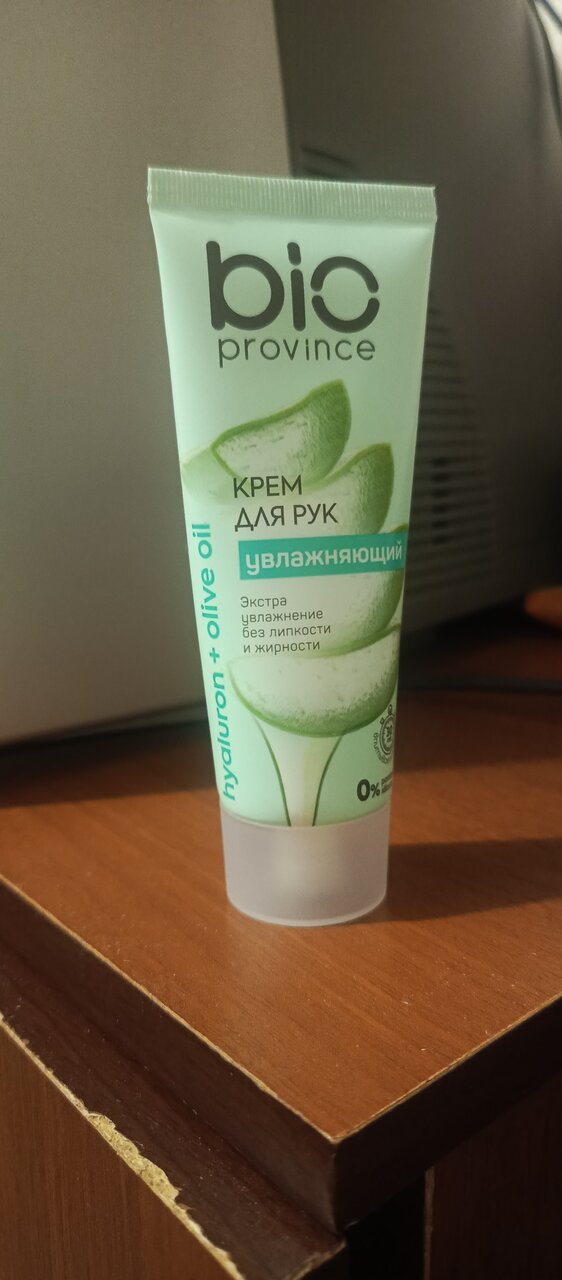 bio
province
КРЕМ
ДЛЯ РУК
увлажняющий
Экстра
увлажнение
без липкости
и жирности
hyaluron + olive oil
0%